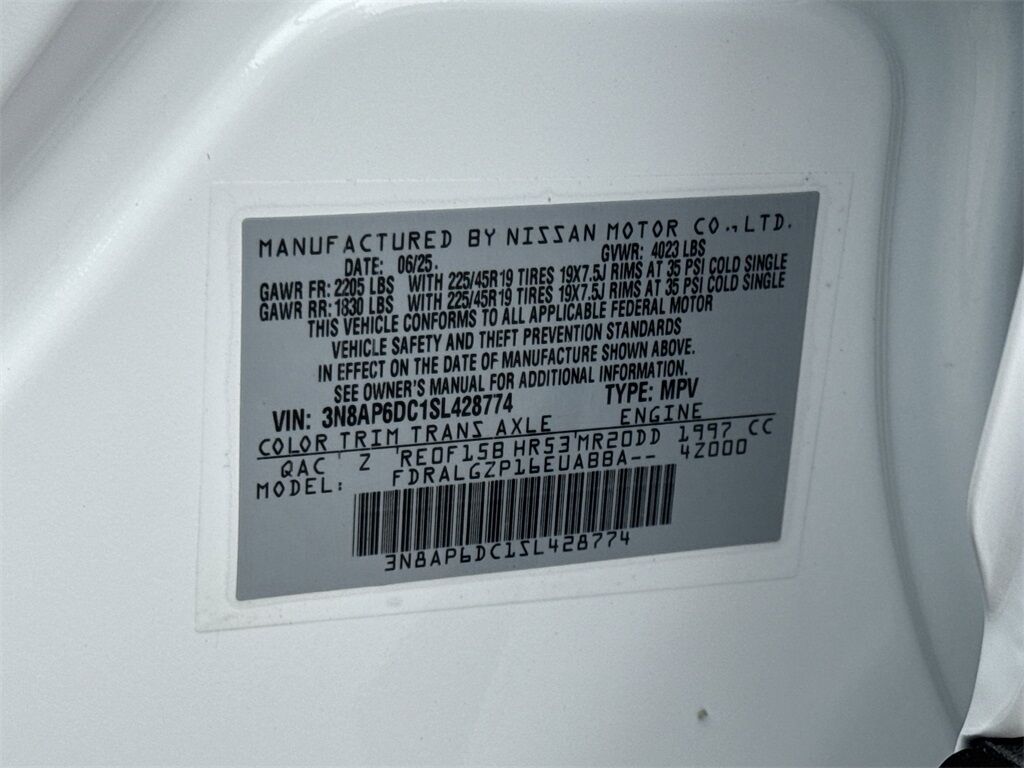 MANUFACTURED BY NISSAN MOTOR CO.,LTD.
DATE: 06/25. GVWR: 4023 LBS
GAWR FR: 2205 LBS WITH 225/45R19 TIRES 19X7.5J RIMS AT 35 PSI COLD SINGLE
GAWR RR: 1830 LBS WITH 225/45R19 TIRES 19X7.5J RIMS AT 35 PSI COLD SINGLE
THIS VEHICLE CONFORMS TO ALL APPLICABLE FEDERAL MOTOR
VEHICLE SAFETY AND THEFT PREVENTION STANDARDS
IN EFFECT ON THE DATE OF MANUFACTURE SHOWN ABOVE.
SEE OWNER'S MANUAL FOR ADDITIONAL INFORMATION.
VIN: 3N8AP6DC1SL428774 TYPE: MPV
COLOR TRIM TRANS AXLE ENGINE
QAC Z RE0F15B HR53 MR20DD 1997 CC
MODEL: FDRALGZP16EUABBA-- 42000
3N8AP6DC1SL428774